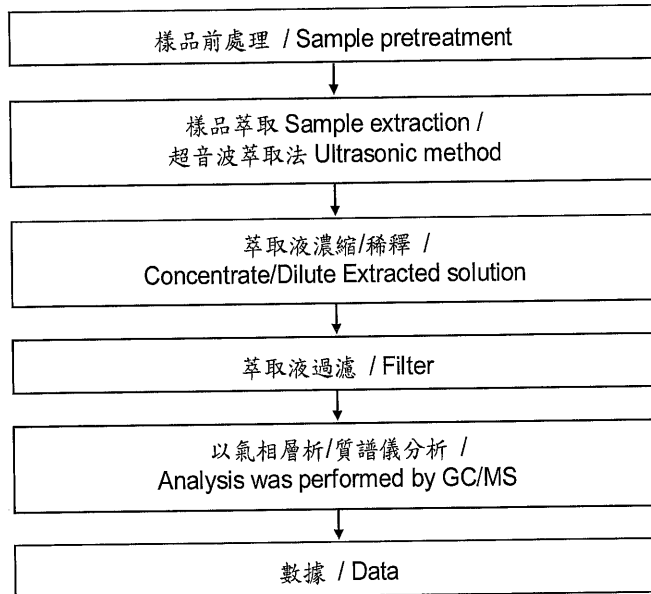 樣品前處理 / Sample pretreatment
樣品萃取 Sample extraction /
超音波萃取法 Ultrasonic method
萃取液濃縮/稀釋 /
Concentrate/Dilute Extracted solution
萃取液過濾 / Filter
以氣相層析/質譜儀分析 /
Analysis was performed by GC/MS
數據 / Data